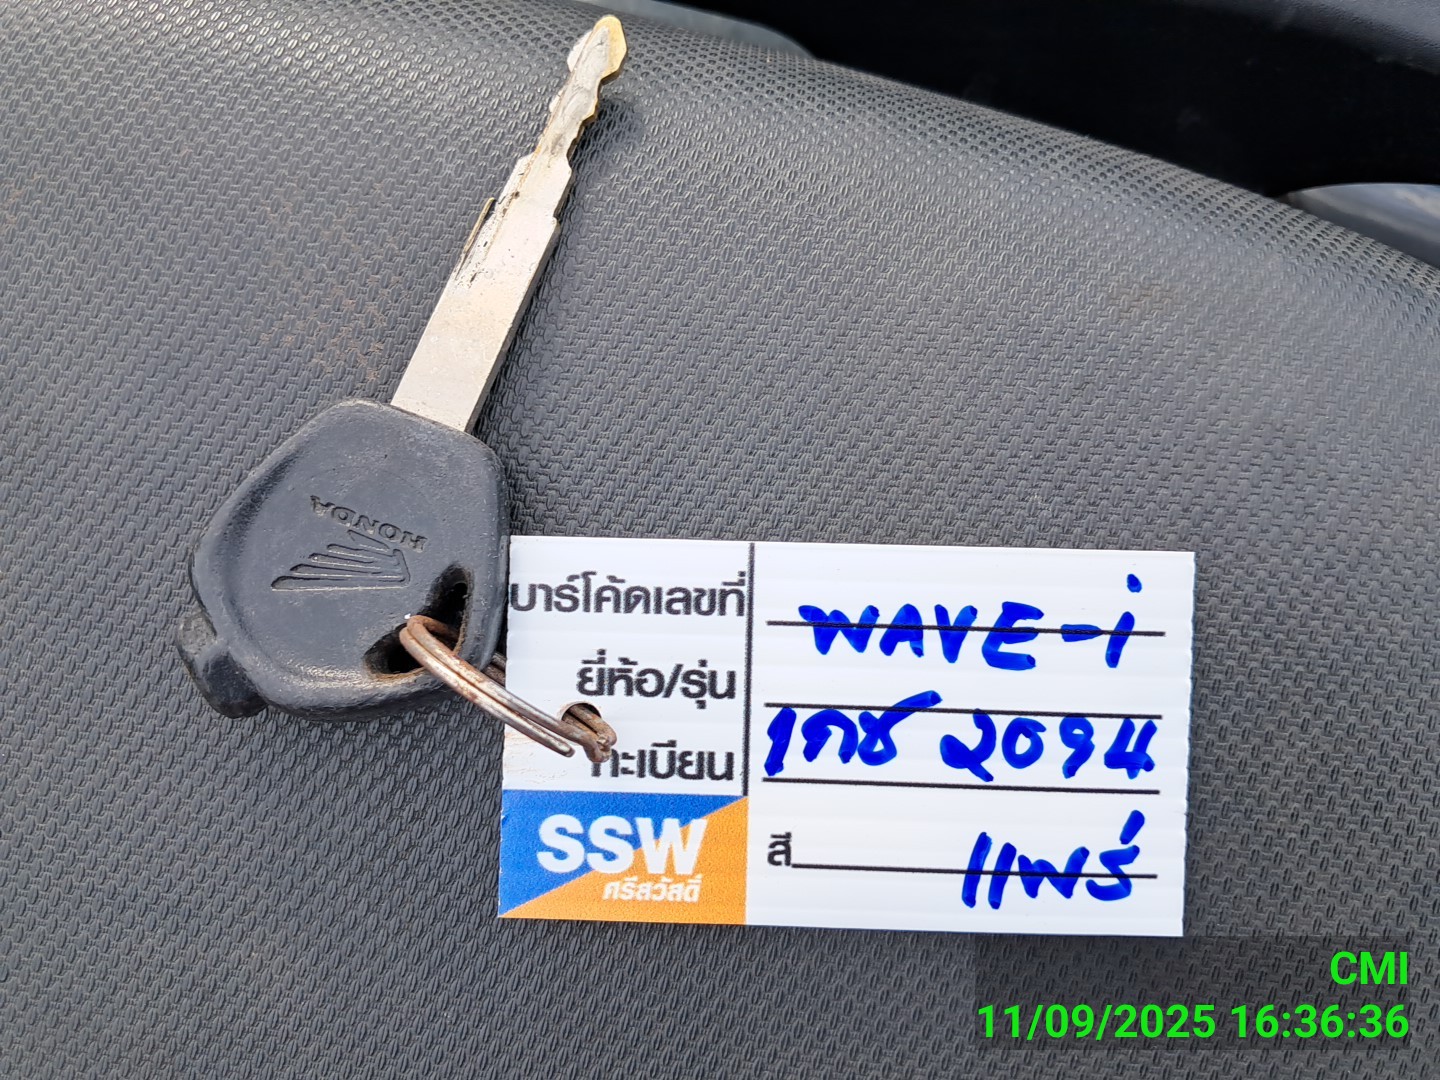 HONDA
บาร์โค้ดเลขที่ WAVE-i
ยี่ห้อ/รุ่น
ทะเบียน 1กช 2094
สี แพร่
SSW
ศรีสวัสดิ์
CMI
11/09/2025 16:36:36